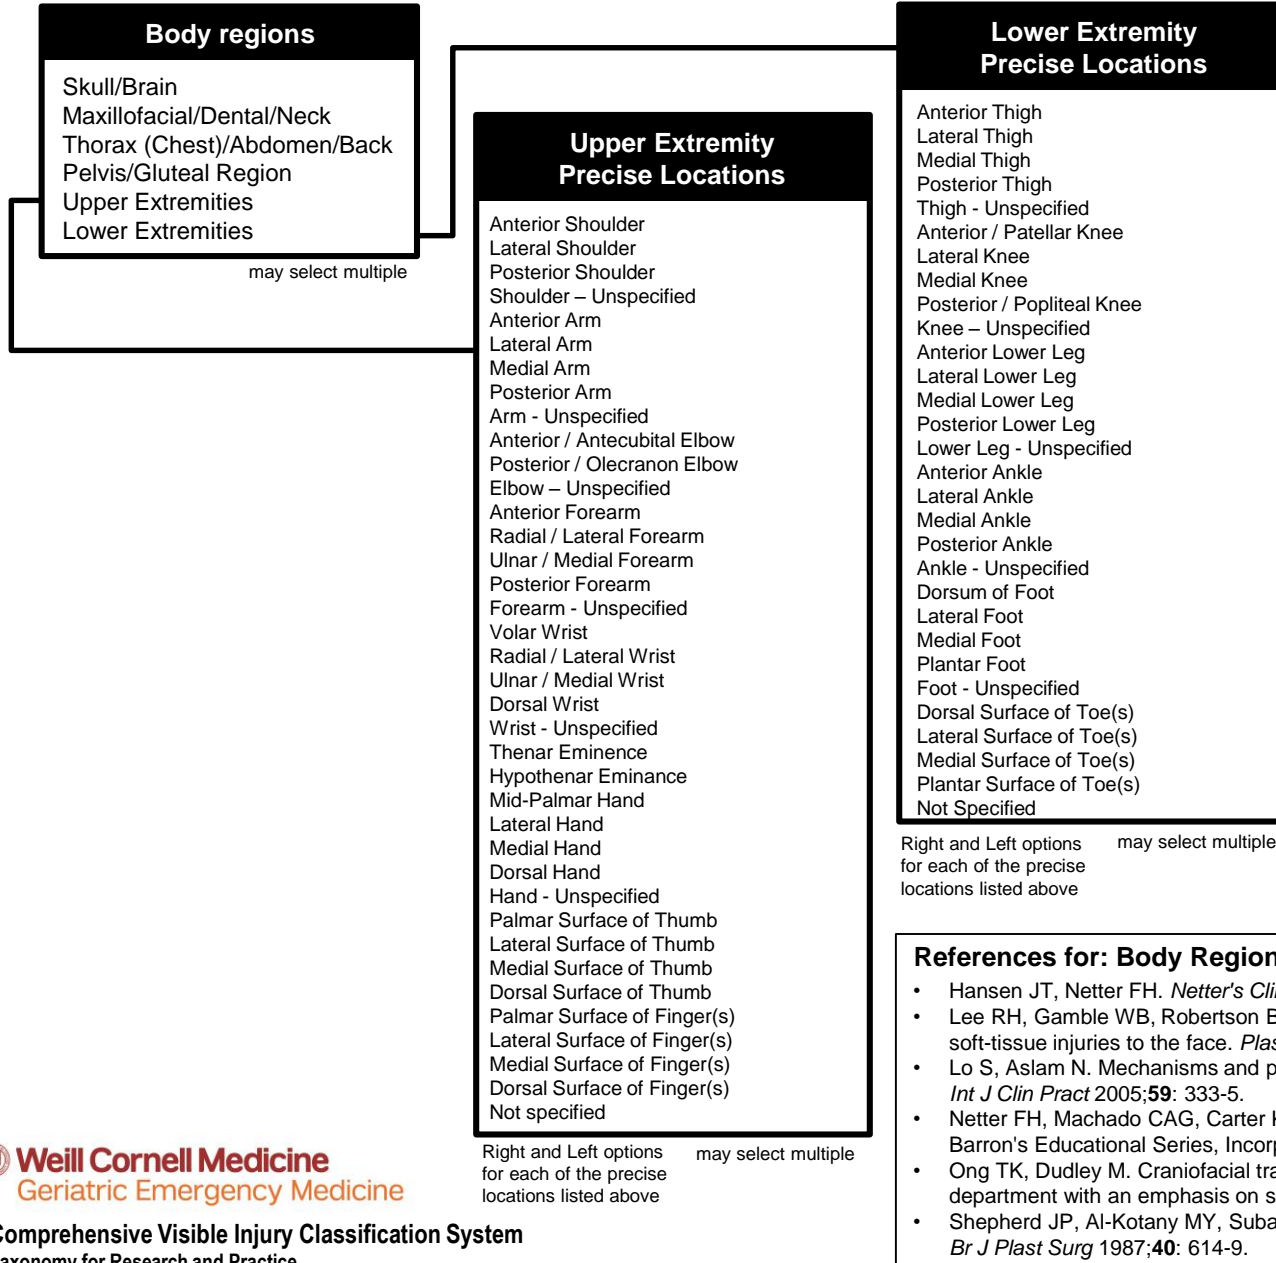 Body regions
Skull/Brain
Maxillofacial/Dental/Neck
Thorax (Chest)/Abdomen/Back
Pelvis/Gluteal Region
Upper Extremities
Lower Extremities
may select multiple
Upper Extremity
Precise Locations
Anterior Shoulder
Lateral Shoulder
Posterior Shoulder
Shoulder – Unspecified
Anterior Arm
Lateral Arm
Medial Arm
Posterior Arm
Arm - Unspecified
Anterior / Antecubital Elbow
Posterior / Olecranon Elbow
Elbow – Unspecified
Anterior Forearm
Radial / Lateral Forearm
Ulnar / Medial Forearm
Posterior Forearm
Forearm - Unspecified
Volar Wrist
Radial / Lateral Wrist
Ulnar / Medial Wrist
Dorsal Wrist
Wrist - Unspecified
Thenar Eminence
Hypothenar Eminance
Mid-Palmar Hand
Lateral Hand
Medial Hand
Dorsal Hand
Hand - Unspecified
Palmar Surface of Thumb
Lateral Surface of Thumb
Medial Surface of Thumb
Dorsal Surface of Thumb
Palmar Surface of Finger(s)
Lateral Surface of Finger(s)
Medial Surface of Finger(s)
Dorsal Surface of Finger(s)
Not specified
Right and Left options
for each of the precise
locations listed above
may select multiple
Lower Extremity
Precise Locations
Anterior Thigh
Lateral Thigh
Medial Thigh
Posterior Thigh
Thigh - Unspecified
Anterior / Patellar Knee
Lateral Knee
Medial Knee
Posterior / Popliteal Knee
Knee – Unspecified
Anterior Lower Leg
Lateral Lower Leg
Medial Lower Leg
Posterior Lower Leg
Lower Leg - Unspecified
Anterior Ankle
Lateral Ankle
Medial Ankle
Posterior Ankle
Ankle - Unspecified
Dorsum of Foot
Lateral Foot
Medial Foot
Plantar Foot
Foot - Unspecified
Dorsal Surface of Toe(s)
Lateral Surface of Toe(s)
Medial Surface of Toe(s)
Plantar Surface of Toe(s)
Not Specified
Right and Left options
for each of the precise
locations listed above
may select multiple
References for: Body Region
• Hansen JT, Netter FH. Netter's Cli
• Lee RH, Gamble WB, Robertson B
soft-tissue injuries to the face. Plas
• Lo S, Aslam N. Mechanisms and p
Int J Clin Pract 2005;59: 333-5.
• Netter FH, Machado CAG, Carter K
Barron's Educational Series, Incorp
• Ong TK, Dudley M. Craniofacial tra
department with an emphasis on s
• Shepherd JP, Al-Kotany MY, Suba
Br J Plast Surg 1987;40: 614-9.
Weill Cornell Medicine
Geriatric Emergency Medicine
Comprehensive Visible Injury Classification System
axonomy for Research and Practice